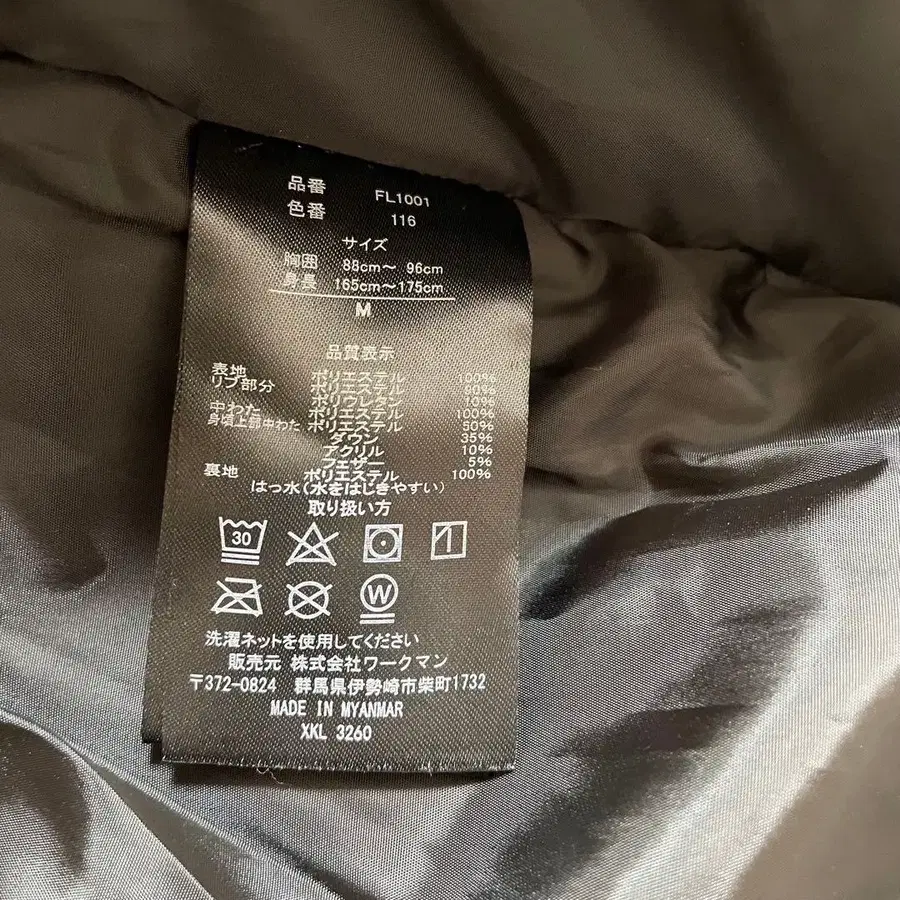 品番 FL1001
色番 116
サイズ
胸囲 88cm〜 96cm
身長 165cm〜175cm
M
品質表示
表地 ポリエステル 100%
リブ部分 ポリエステル 90%
ポリウレタン 10%
中わた ポリエステル 100%
身頃上部中わた ポリエステル 50%
ダウン 35%
アクリル 10%
フェザー 5%
裏地 ポリエステル 100%
はっ水(水をはじきやすい)
取り扱い方
30
W
洗濯ネットを使用してください
販売元 株式会社ワークマン
〒372-0824 群馬県伊勢崎市柴町1732
MADE IN MYANMAR
XKL 3260